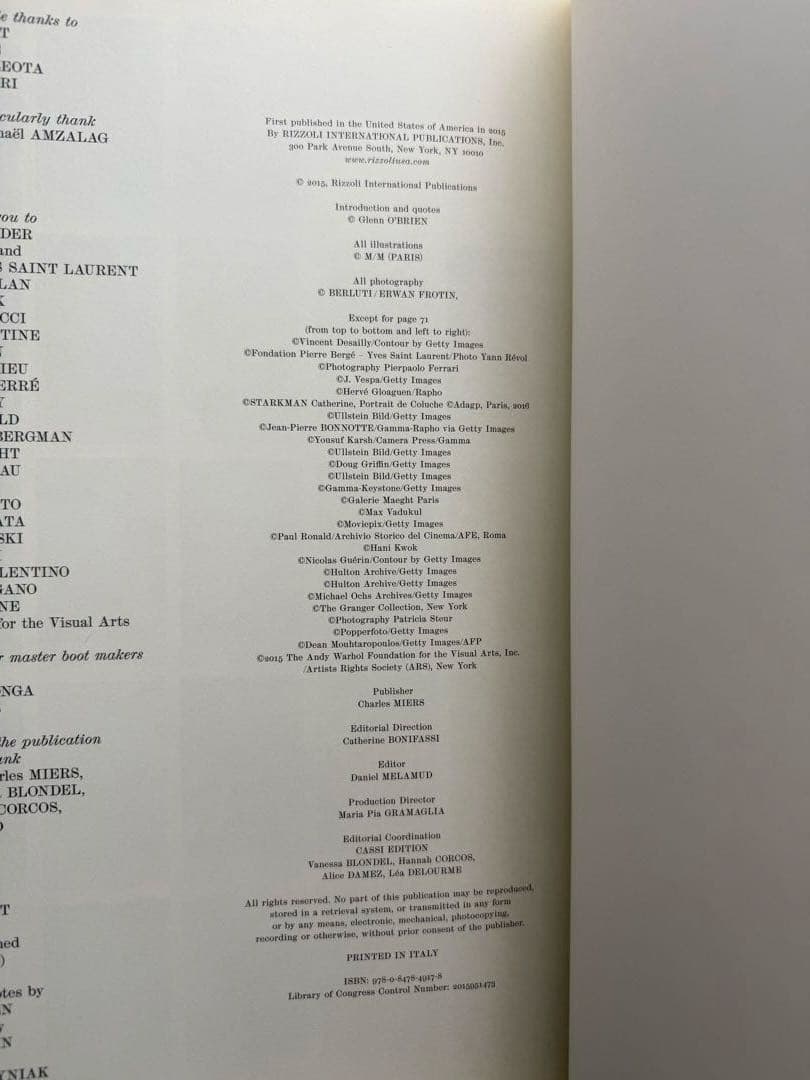 e thanks to
T
EOTA
RI
cularly thank
haël AMZALAG
ou to
DER
and
S SAINT LAURENT
LAN
K
CCI
TINE
IEU
ERRÉ
Y
LD
BERGMAN
HT
AU
TO
ATA
SKI
LENTINO
GANO
NE
for the Visual Arts
r master boot makers
NGA
the publication
ank
rles MIERS,
BLONDEL,
CORCOS,
T
ned
)
otes by
EN
y
N
YNIAK
First published in the United States of America in 2015
By RIZZOLI INTERNATIONAL PUBLICATIONS, Inc.
300 Park Avenue South, New York, NY 10010
www.rizzoliusa.com
© 2015, Rizzoli International Publications
Introduction and quotes
© Glenn O'BRIEN
All illustrations
© M/M (PARIS)
All photography
© BERLUTI/ERWAN FROTIN,
Except for page 71
(from top to bottom and left to right):
©Vincent Desailly/Contour by Getty Images
©Fondation Pierre Bergé – Yves Saint Laurent/Photo Yann Révol
©Photography Pierpaolo Ferrari
©J. Vespa/Getty Images
©Hervé Gloaguen/Rapho
©STARKMAN Catherine, Portrait de Coluche ©Adagp, Paris, 2016
©Ullstein Bild/Getty Images
©Jean-Pierre BONNOTTE/Gamma-Rapho via Getty Images
©Yousuf Karsh/Camera Press/Gamma
©Ullstein Bild/Getty Images
©Doug Griffin/Getty Images
©Ullstein Bild/Getty Images
©Gamma-Keystone/Getty Images
©Galerie Maeght Paris
©Max Vadukul
©Moviepix/Getty Images
©Paul Ronald/Archivio Storico del Cinema/AFE, Roma
©Hani Kwok
©Nicolas Guérin/Contour by Getty Images
©Hulton Archive/Getty Images
©Hulton Archive/Getty Images
©Michael Ochs Archives/Getty Images
©The Granger Collection, New York
©Photography Patricia Steur
©Popperfoto/Getty Images
©Dean Mouhtaropoulos/Getty Images/AFP
©2015 The Andy Warhol Foundation for the Visual Arts, Inc.
/Artists Rights Society (ARS), New York
Publisher
Charles MIERS
Editorial Direction
Catherine BONIFASSI
Editor
Daniel MELAMUD
Production Director
Maria Pia GRAMAGLIA
Editorial Coordination
CASSI EDITION
Vanessa BLONDEL, Hannah CORCOS,
Alice DAMEZ, Léa DELOURME
All rights reserved. No part of this publication may be reproduced,
stored in a retrieval system, or transmitted in any form
or by any means, electronic, mechanical, photocopying,
recording or otherwise, without prior consent of the publisher.
PRINTED IN ITALY
ISBN: 978-0-8478-4917-8
Library of Congress Control Number: 2015951473